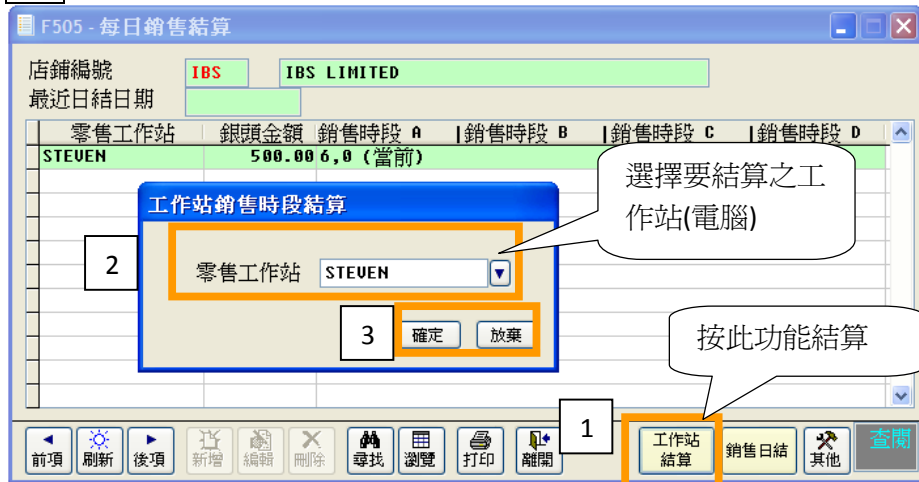 F505 - 每日銷售結算
店鋪編號 IBS IBS LIMITED
最近日結日期
零售工作站 銀頭金額 銷售時段 A |銷售時段 B |銷售時段 C |銷售時段 D
STEVEN 500.00 6,0 (當前)
選擇要結算之工
作站(電腦)
工作站銷售時段結算
2
零售工作站 STEVEN
3
確定 放棄
按此功能結算
1
前項 刷新 後項 新增 編輯 刪除 尋找 瀏覽 打印 離開 工作站
結算 銷售日結 其他 查閱